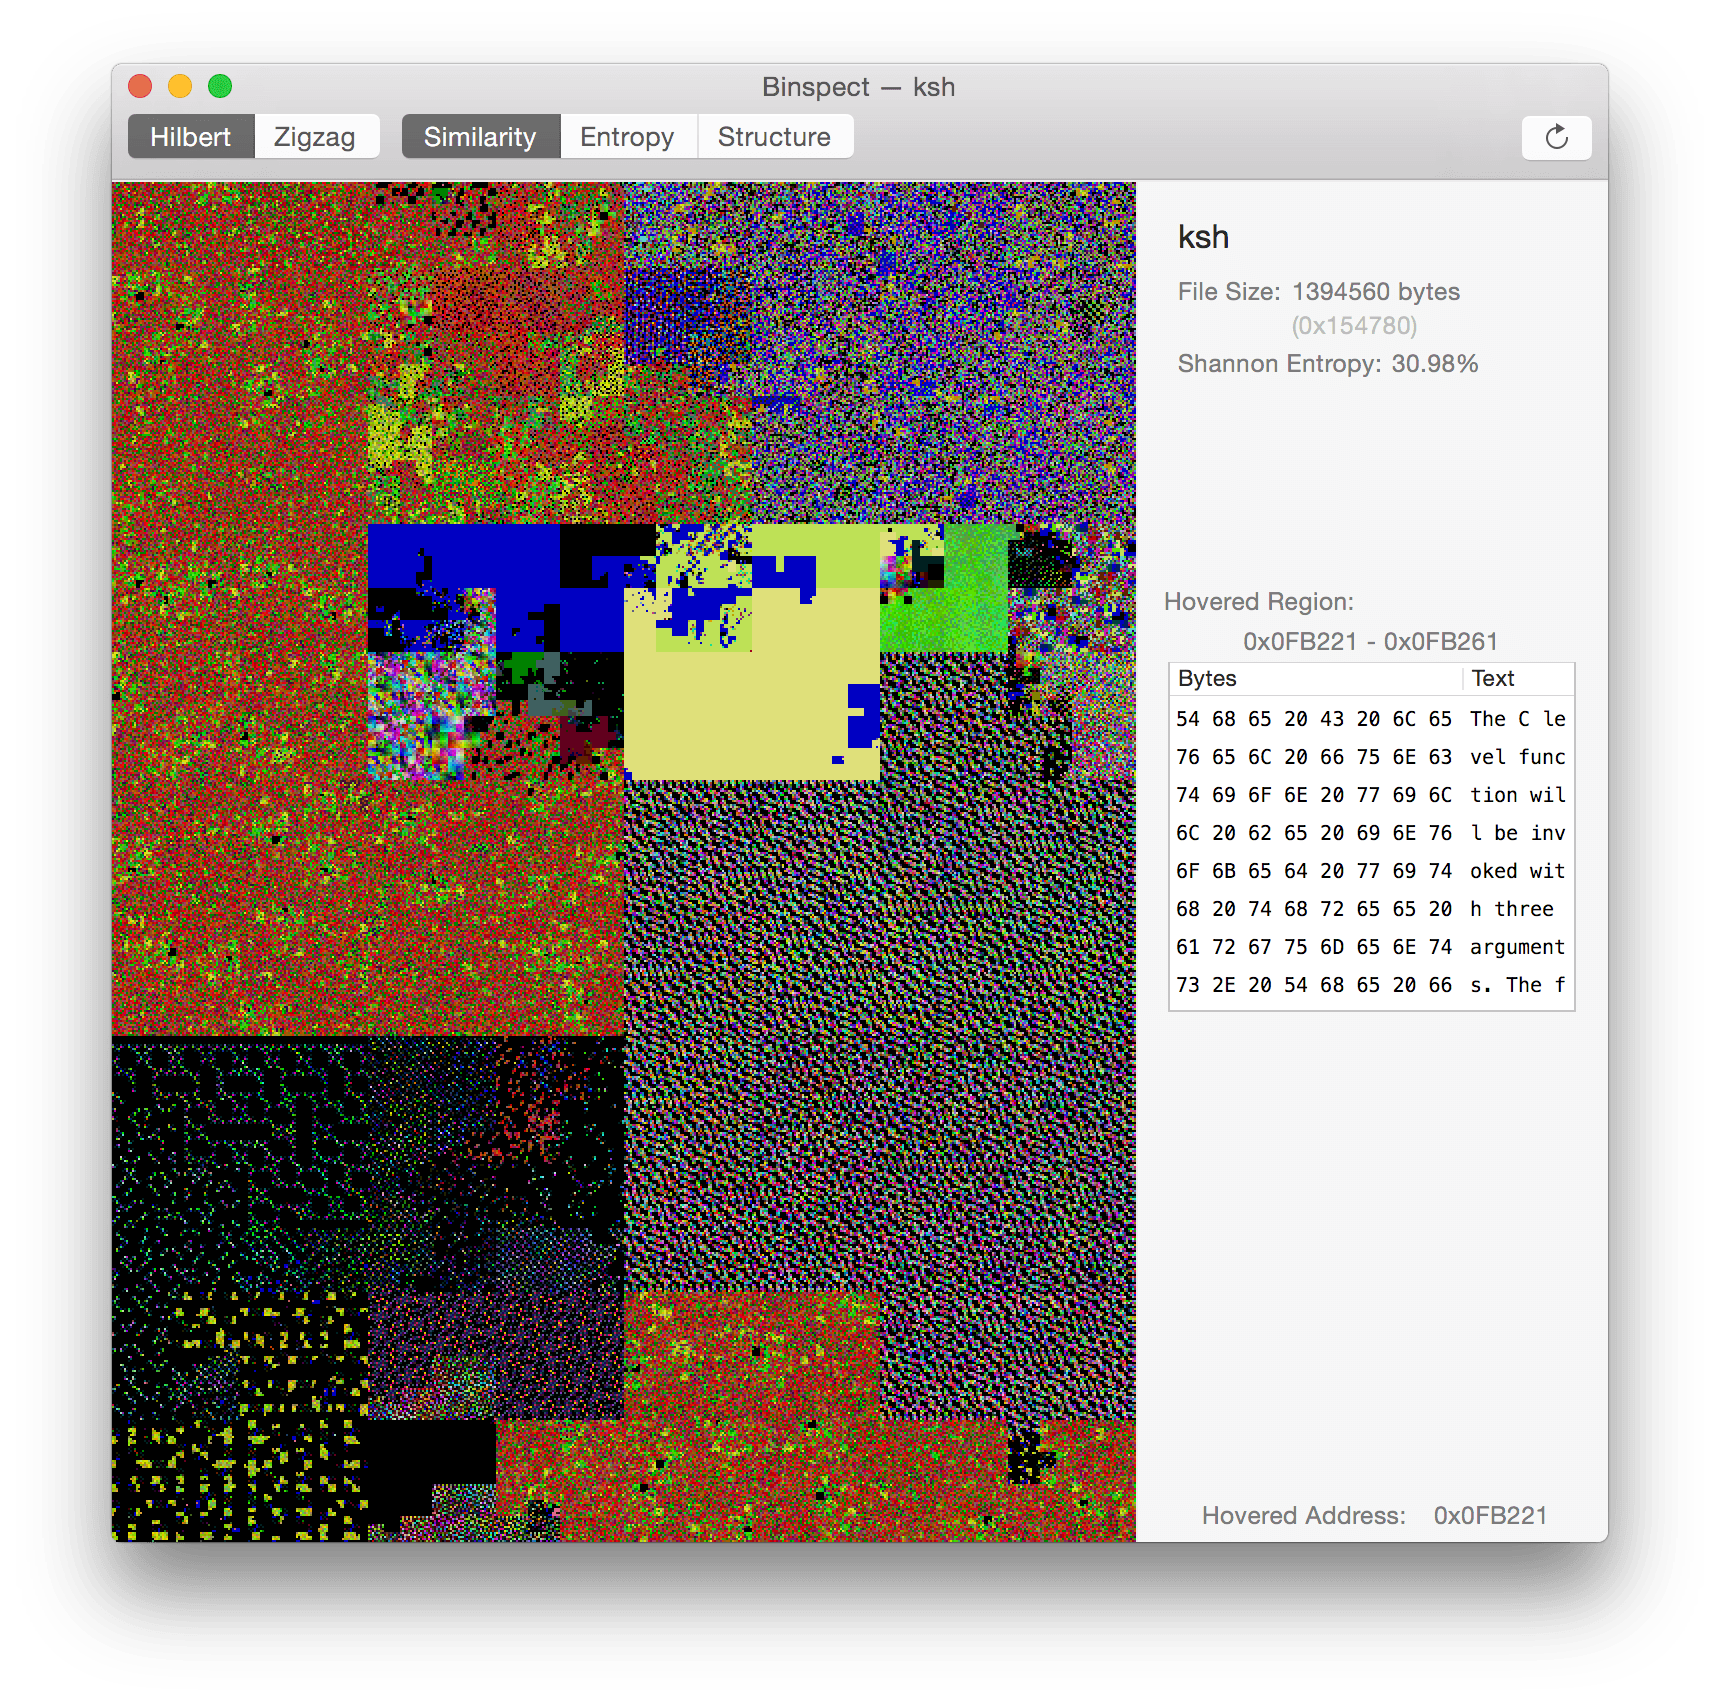 Binspect — ksh
Hilbert Zigzag Similarity Entropy Structure
ksh
File Size: 1394560 bytes
(0x154780)
Shannon Entropy: 30.98%
Hovered Region:
0x0FB221 - 0x0FB261
Bytes Text
54 68 65 20 43 20 6C 65 The C le
76 65 6C 20 66 75 6E 63 vel func
74 69 6F 6E 20 77 69 6C tion wil
6C 20 62 65 20 69 6E 76 l be inv
6F 6B 65 64 20 77 69 74 oked wit
68 20 74 68 72 65 65 20 h three
61 72 67 75 6D 65 6E 74 argument
73 2E 20 54 68 65 20 66 s. The f
Hovered Address: 0x0FB221